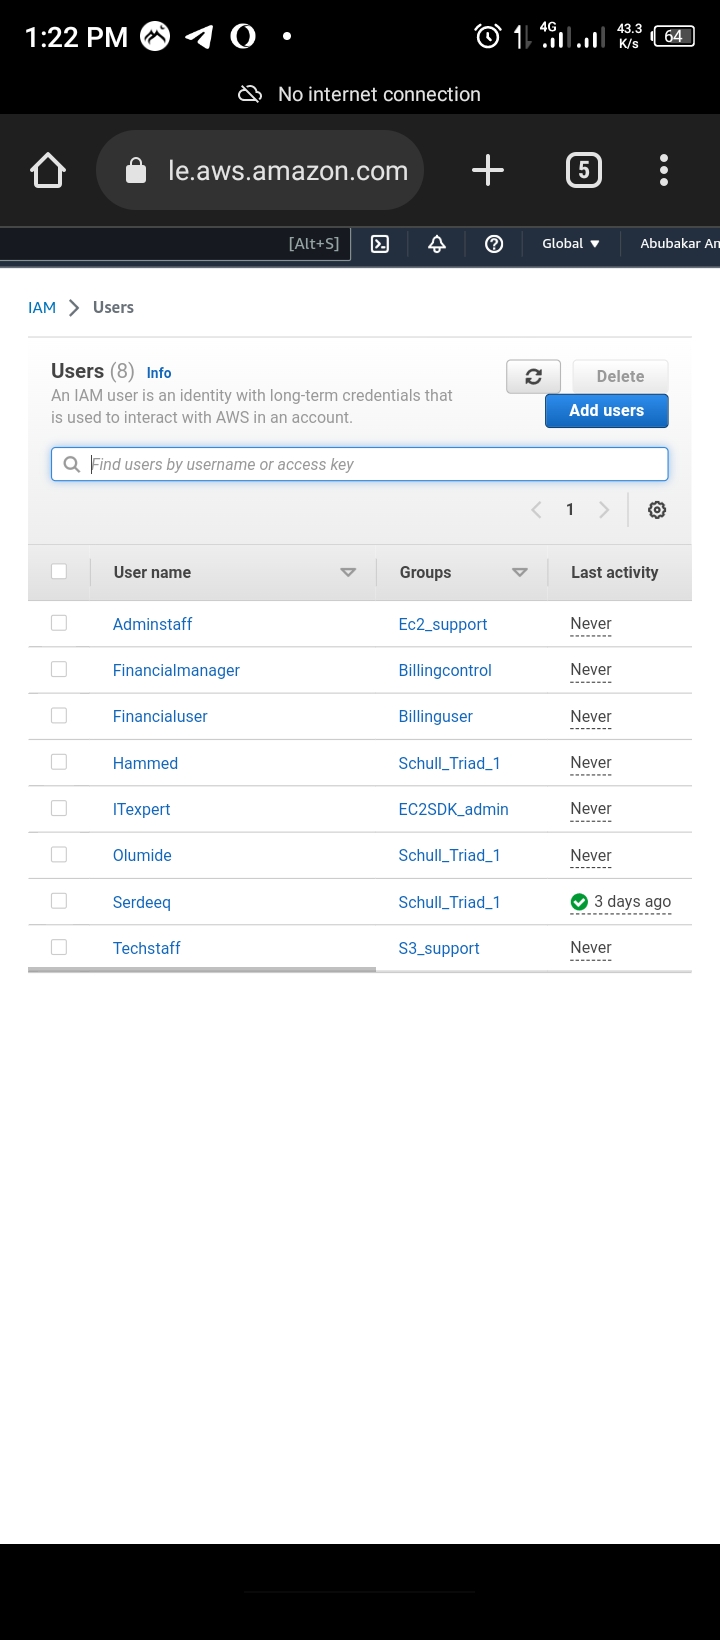 1:22 PM 4G 43.3 K/s 64
No internet connection
le.aws.amazon.com 5
[Alt+S] Global Abubakar An
IAM Users
Users (8) Info
Delete
An IAM user is an identity with long-term credentials that
is used to interact with AWS in an account.
Add users
Find users by username or access key
1
User name Groups Last activity
Adminstaff Ec2_support Never
Financialmanager Billingcontrol Never
Financialuser Billinguser Never
Hammed Schull_Triad_1 Never
ITexpert EC2SDK_admin Never
Olumide Schull_Triad_1 Never
Serdeeq Schull_Triad_1 3 days ago
Techstaff S3_support Never